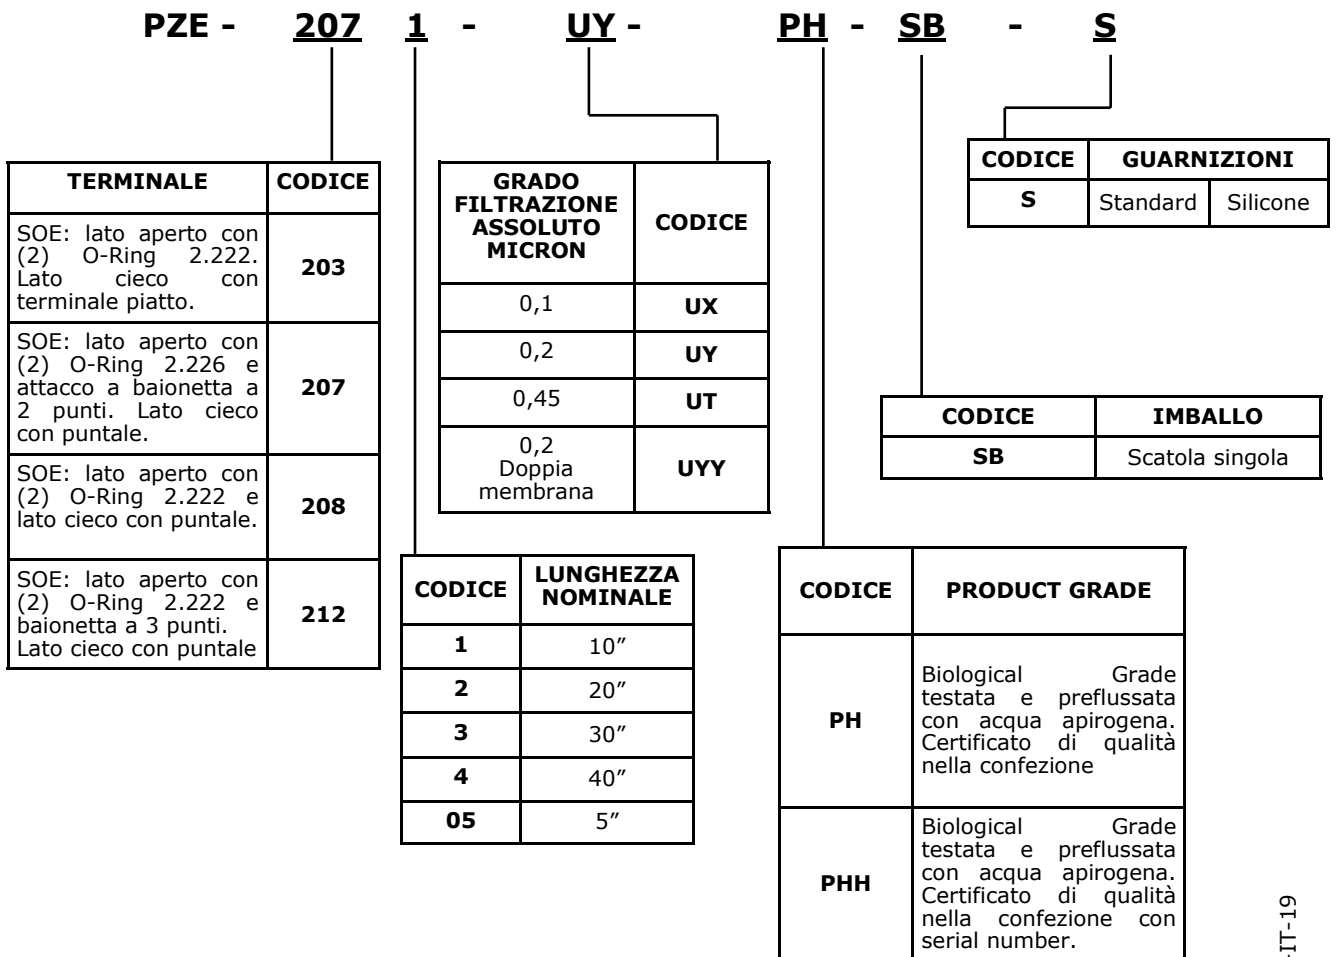 PZE - 207 1 - UY - PH - SB - S
TERMINALE CODICE
SOE: lato aperto con
(2) O-Ring 2.222.
Lato cieco con
terminale piatto.
203
SOE: lato aperto con
(2) O-Ring 2.226 e
attacco a baionetta a
2 punti. Lato cieco
con puntale.
207
SOE: lato aperto con
(2) O-Ring 2.222 e
lato cieco con puntale.
208
SOE: lato aperto con
(2) O-Ring 2.222 e
baionetta a 3 punti.
Lato cieco con puntale
212
GRADO
FILTRAZIONE
ASSOLUTO
MICRON
CODICE
0,1 UX
0,2 UY
0,45 UT
0,2
Doppia
membrana
UYY
CODICE GUARNIZIONI
S Standard Silicone
CODICE IMBALLO
SB Scatola singola
CODICE LUNGHEZZA
NOMINALE
1 10″
2 20″
3 30″
4 40″
05 5″
CODICE PRODUCT GRADE
PH
Biological Grade
testata e preflussata
con acqua apirogena.
Certificato di qualità
nella confezione
PHH
Biological Grade
testata e preflussata
con acqua apirogena.
Certificato di qualità
nella confezione con
serial number.
-IT-19